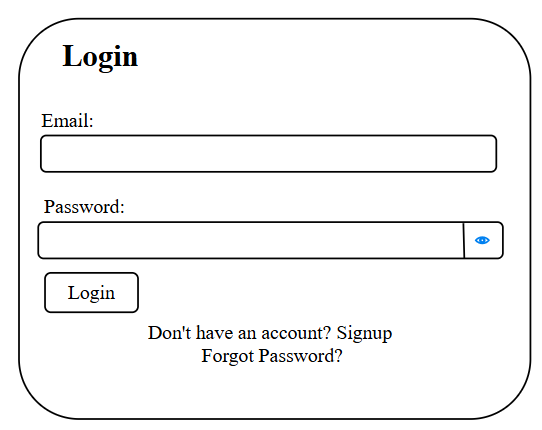 Login
Email:
Password:
Login
Don't have an account? Signup
Forgot Password?